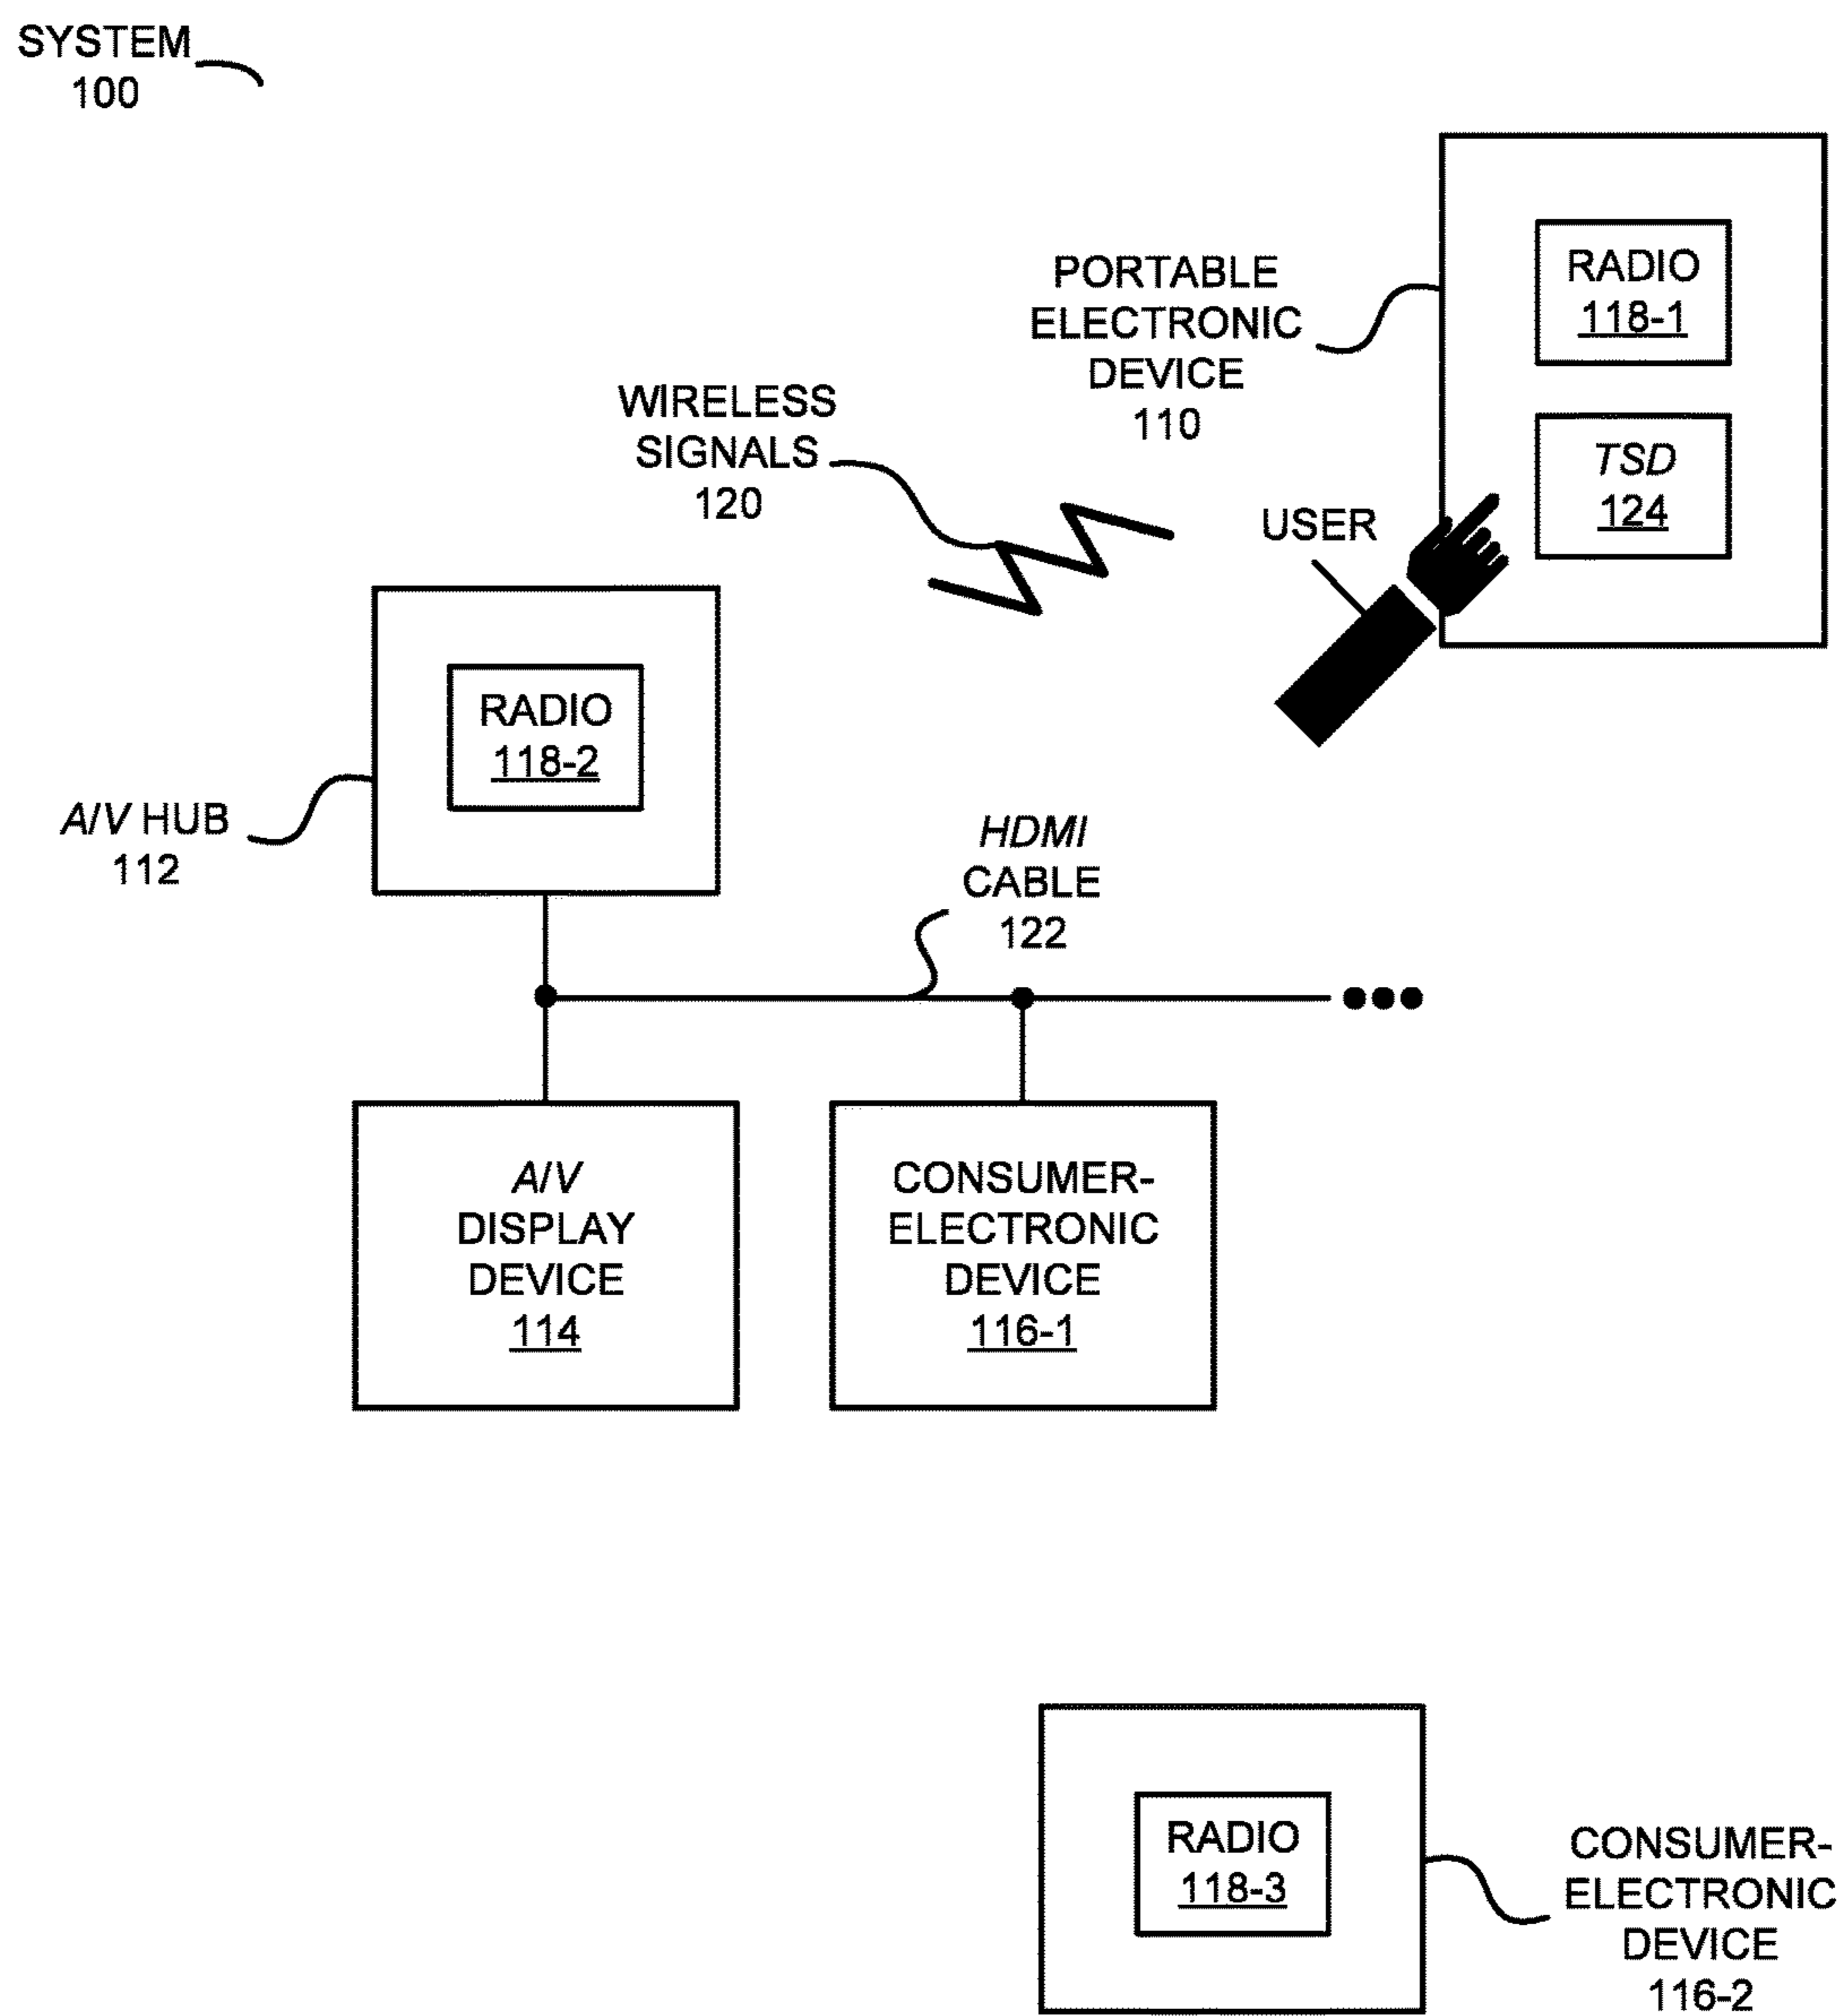 SYSTEM
100
PORTABLE
ELECTRONIC
DEVICE
110
RADIO
118-1
TSD
124
WIRELESS
SIGNALS
120
USER
RADIO
118-2
A/V HUB
112
HDMI
CABLE
122
A/V
DISPLAY
DEVICE
114
CONSUMER-
ELECTRONIC
DEVICE
116-1
RADIO
118-3
CONSUMER-
ELECTRONIC
DEVICE
116-2